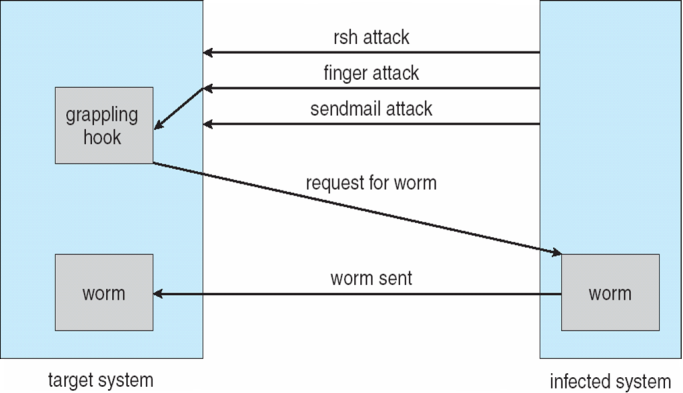 rsh attack
finger attack
sendmail attack
grappling
hook
request for worm
worm sent
worm
worm
target system
infected system